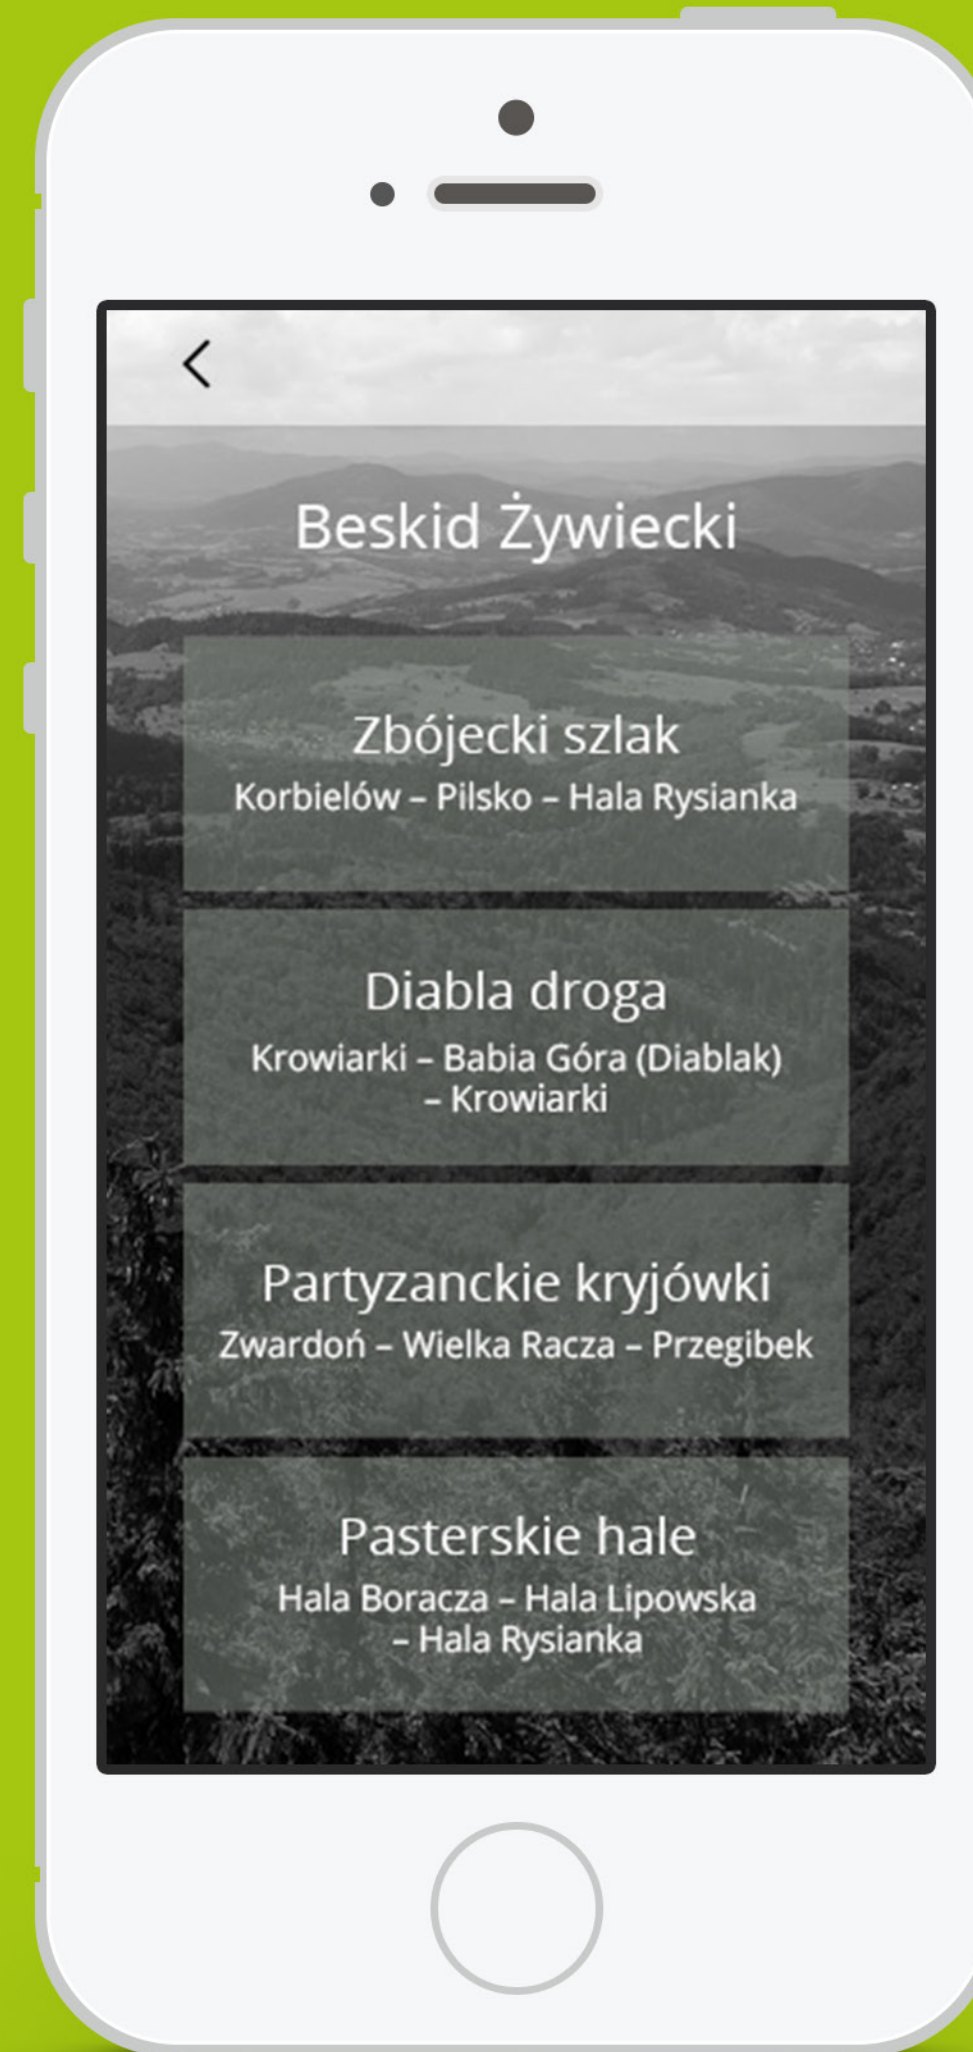 Beskid Żywiecki
Zbójecki szlak
Korbielów – Pilsko – Hala Rysianka
Diabla droga
Krowiarki – Babia Góra (Diablak)
– Krowiarki
Partyzanckie kryjówki
Zwardoń – Wielka Racza – Przegibek
Pasterskie hale
Hala Boracza – Hala Lipowska
– Hala Rysianka